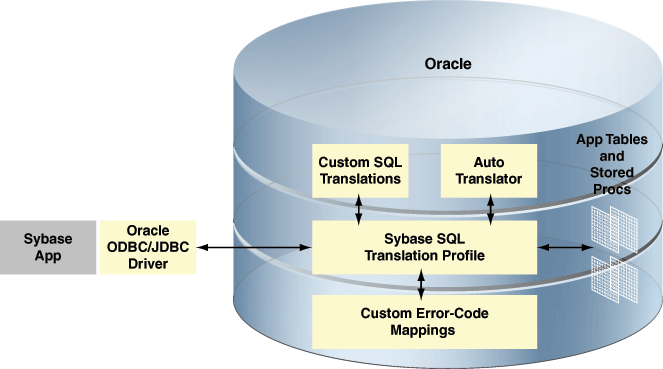 Oracle
App Tables
and
Stored
Procs
Custom SQL
Translations
Auto
Translator
Sybase
App
Oracle
ODBC/JDBC
Driver
Sybase SQL
Translation Profile
Custom Error-Code
Mappings